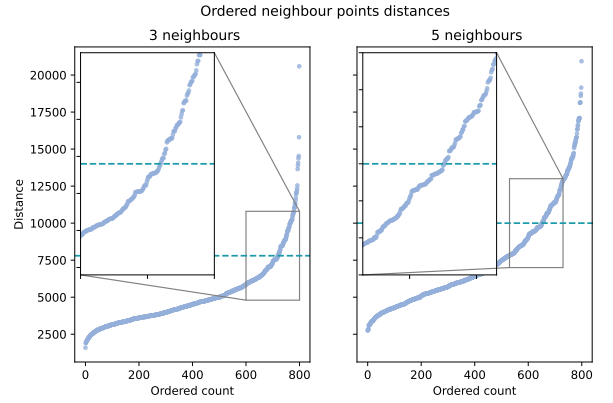 Ordered neighbour points distances
3 neighbours
5 neighbours
Distance
20000
17500
15000
12500
10000
7500
5000
2500
0 200 400 600 800
0 200 400 600 800
Ordered count
Ordered count